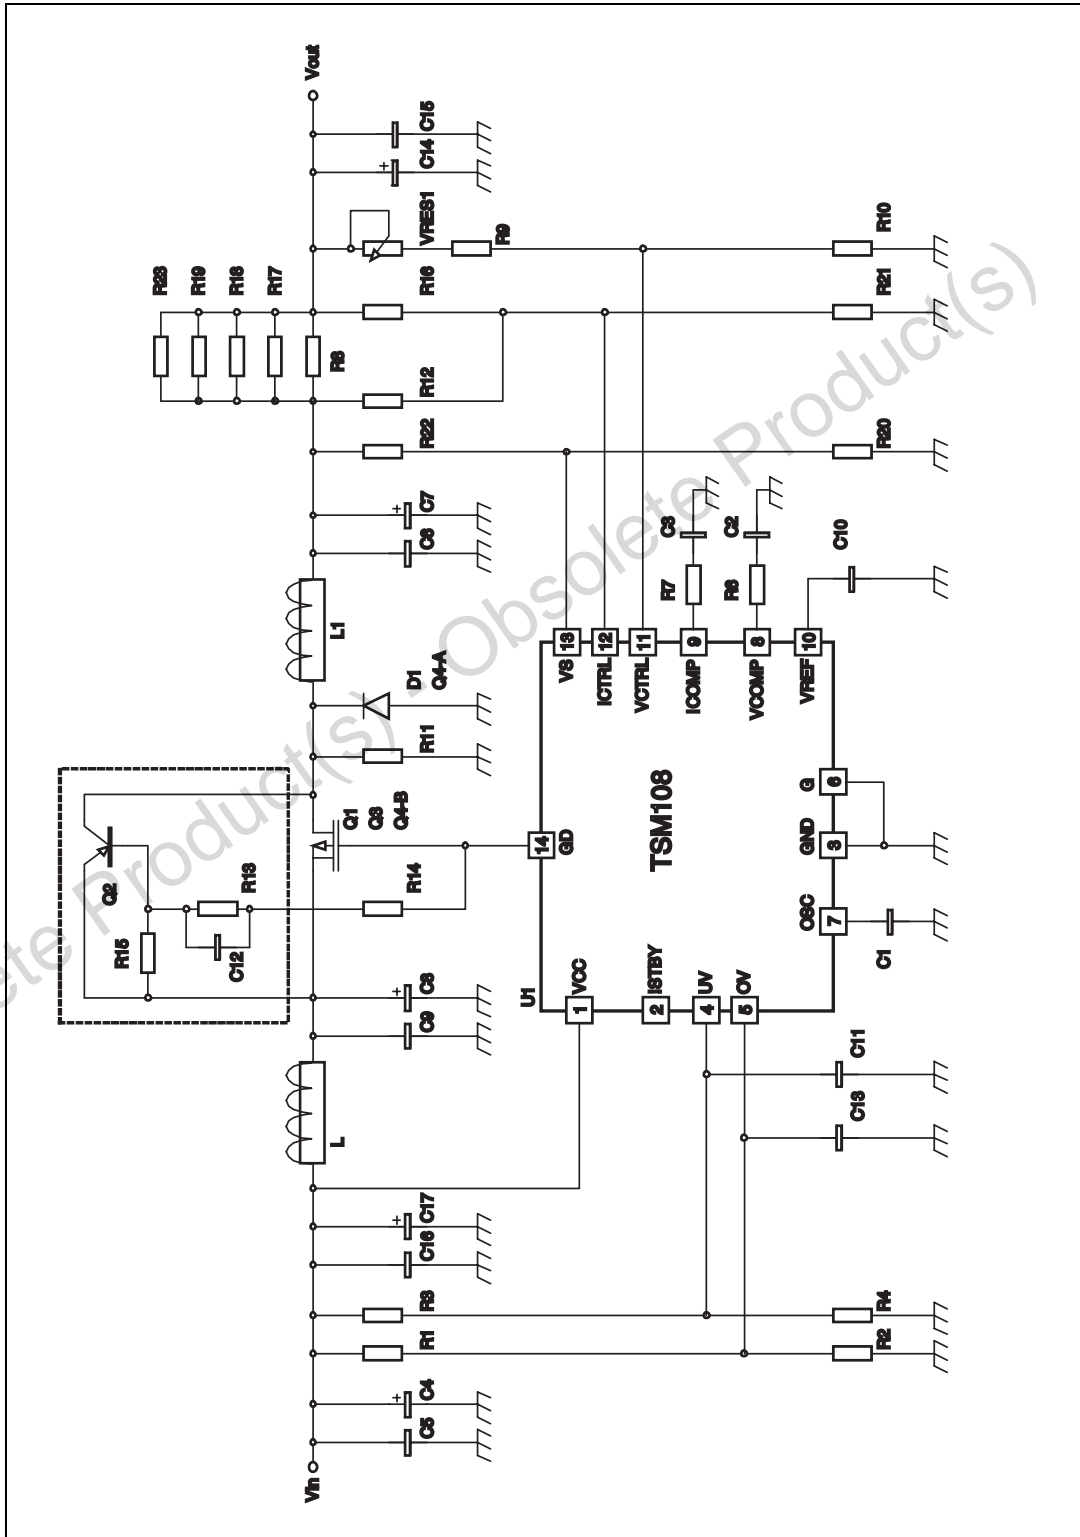 Vin
Vout
C5
C4
R1
R3
C16
C17
L
C9
C8
R15
C12
R13
Q2
R14
Q1
Q3
Q4-B
R11
D1
Q4-A
L1
C6
C7
R22
R12
R8
R17
R18
R19
R23
R16
VRES1
R9
C14
C15
R2
R4
C13
C11
C1
R7
C3
R6
C2
C10
R20
R21
R10
U1
TSM108
1
VCC
2
ISTBY
4
UV
5
OV
7
OSC
3
GND
6
G
14
GD
13
VS
12
ICTRL
11
VCTRL
9
ICOMP
8
VCOMP
10
VREF
ete Product(s) - Obsolete Product(s)